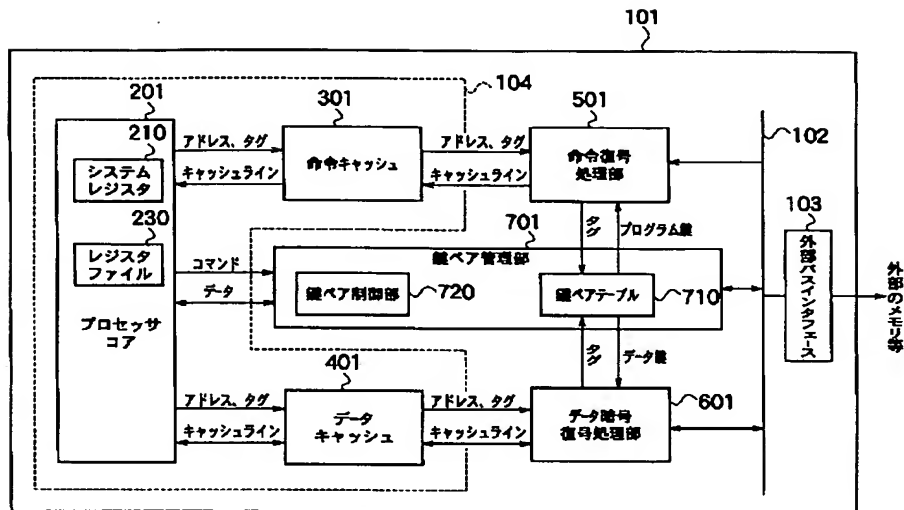 101
104
201
210
システム
レジスタ
230
レジスタ
ファイル
プロセッサ
コア
アドレス、タグ
キャッシュライン
301
命令キャッシュ
アドレス、タグ
キャッシュライン
501
命令復号
処理部
102
103
外部バスインタフェース
外部のメモリ等
タグ
プログラム鍵
701
鍵ペア管理部
コマンド
データ
鍵ペア制御部
720
鍵ペアテーブル
710
タグ
データ鍵
401
アドレス、タグ
キャッシュライン
データ
キャッシュ
アドレス、タグ
キャッシュライン
データ暗号
復号処理部
601